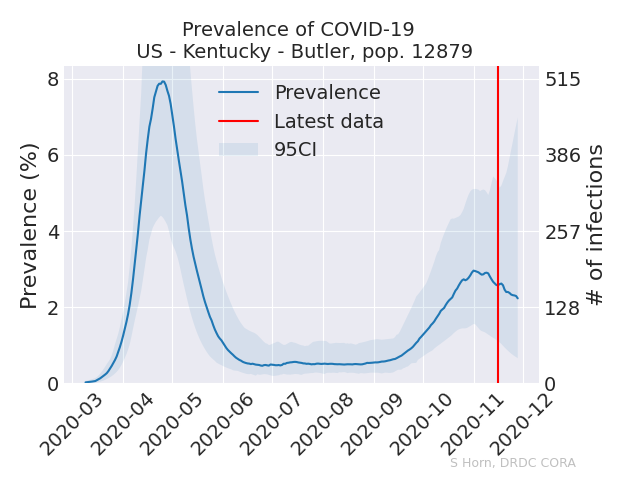 Prevalence of COVID-19
US - Kentucky - Butler, pop. 12879
Prevalence
Latest data
95CI
Prevalence (%)
8
6
4
2
0
515
386
257
128
0
# of infections
2020-03
2020-04
2020-05
2020-06
2020-07
2020-08
2020-09
2020-10
2020-11
2020-12
S Horn, DRDC CORA